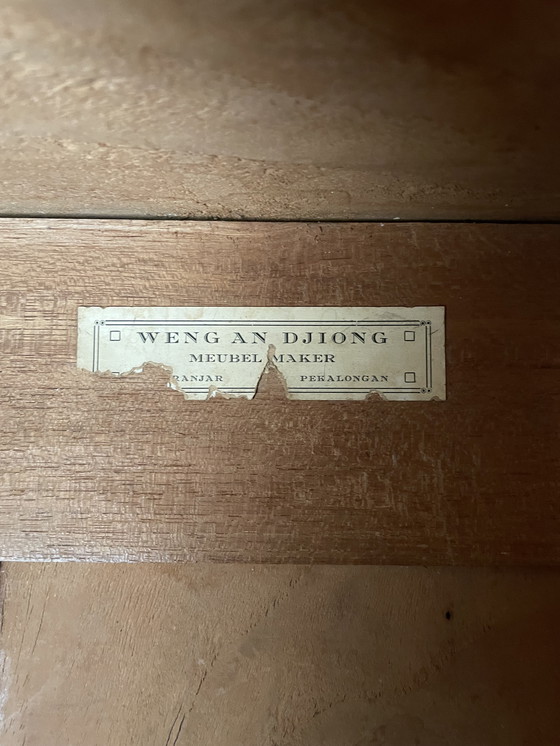 WENG AN DJIONG
MEUBEL MAKER
PEKALONGAN